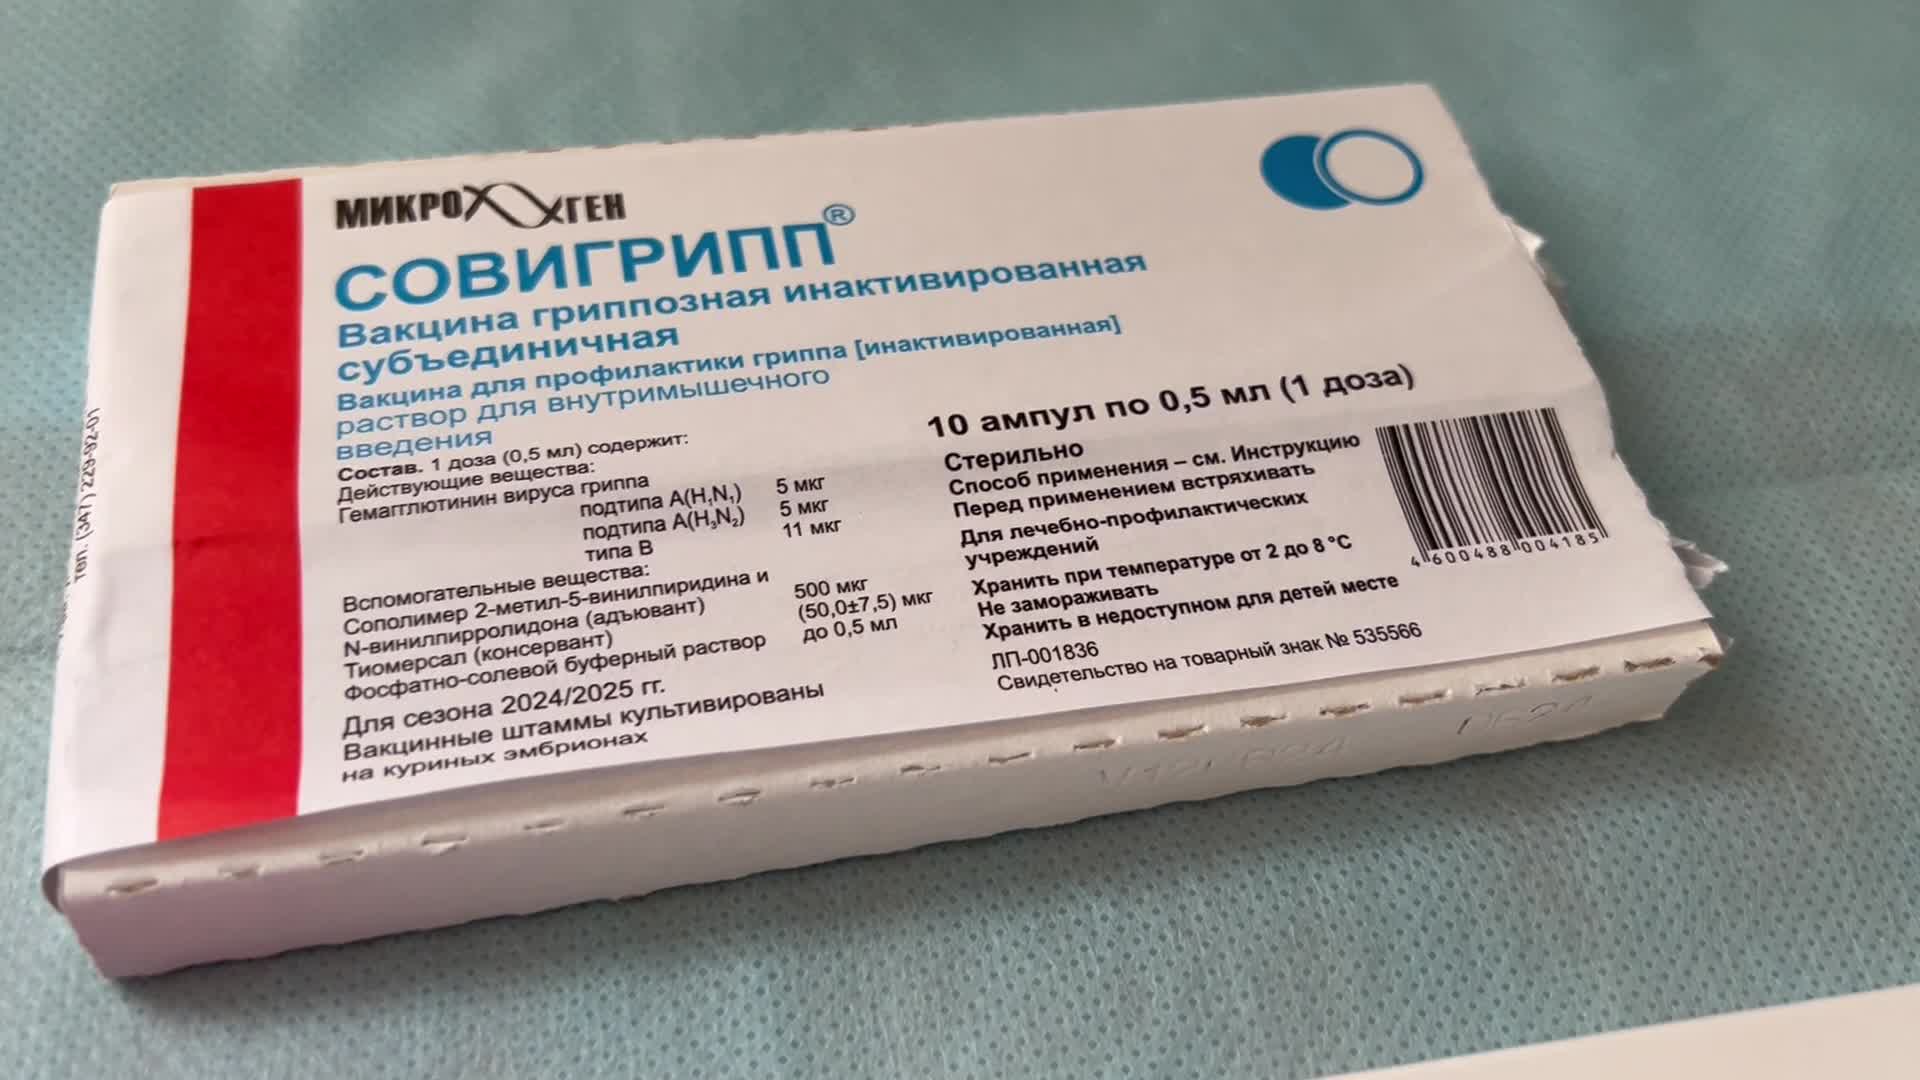 МИКРОГЕН
СОВИГРИПП®
Вакцина гриппозная инактивированная
субъединичная
Вакцина для профилактики гриппа [инактивированная]
раствор для внутримышечного
введения
Состав. 1 доза (0,5 мл) содержит:
Действующие вещества:
Гемагглютинин вируса гриппа
подтипа А(H₁N₁) 5 мкг
подтипа А(H₃N₂) 5 мкг
типа В 11 мкг
Вспомогательные вещества:
Сополимер 2-метил-5-винилпиридина и
N-винилпирролидона (адъювант) 500 мкг
Тиомерсал (консервант) (50,0±7,5) мкг
Фосфатно-солевой буферный раствор до 0,5 мл
Для сезона 2024/2025 гг.
Вакцинные штаммы культивированы
на куриных эмбрионах
10 ампул по 0,5 мл (1 доза)
Стерильно
Способ применения – см. Инструкцию
Перед применением встряхивать
Для лечебно-профилактических
учреждений
Хранить при температуре от 2 до 8 °C
Не замораживать
Хранить в недоступном для детей месте
ЛП-001836
Свидетельство на товарный знак № 535566
4 600488 004185
тел. (347) 229-92-01